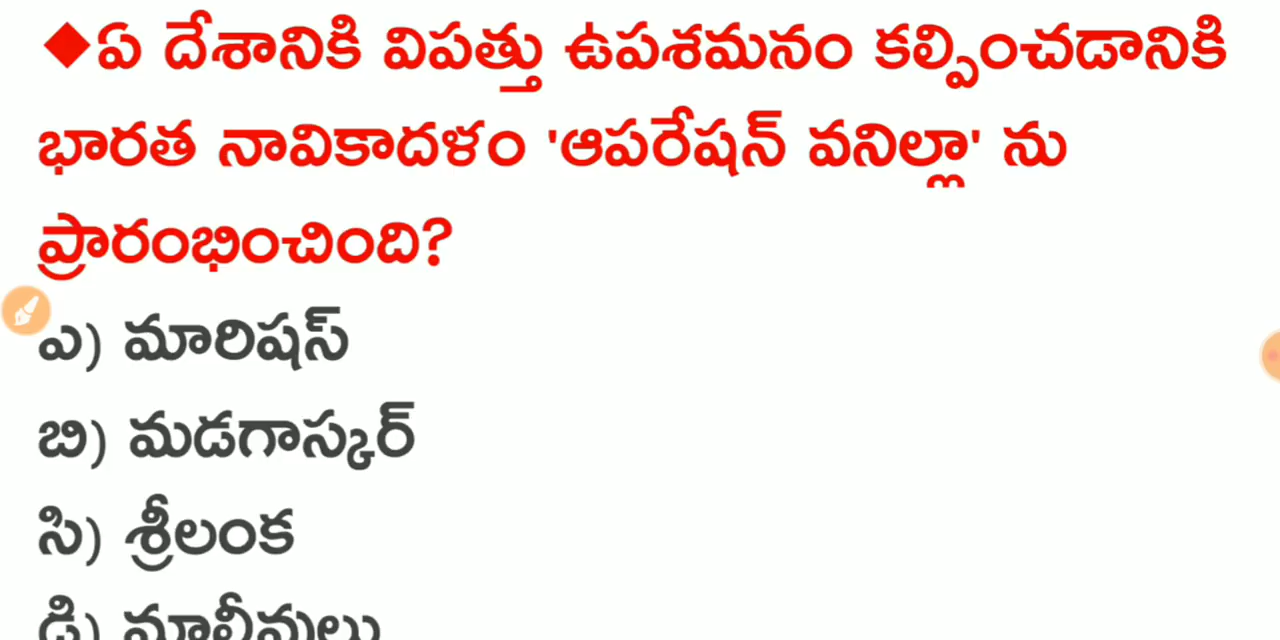 ◆ఏ దేశానికి విపత్తు ఉపశమనం కల్పించడానికి
భారత నావికాదళం 'ఆపరేషన్ వనిల్లా' ను
ప్రారంభించింది?
ఎ) మారిషస్
బి) మడగాస్కర్
సి) శ్రీలంక
డి)